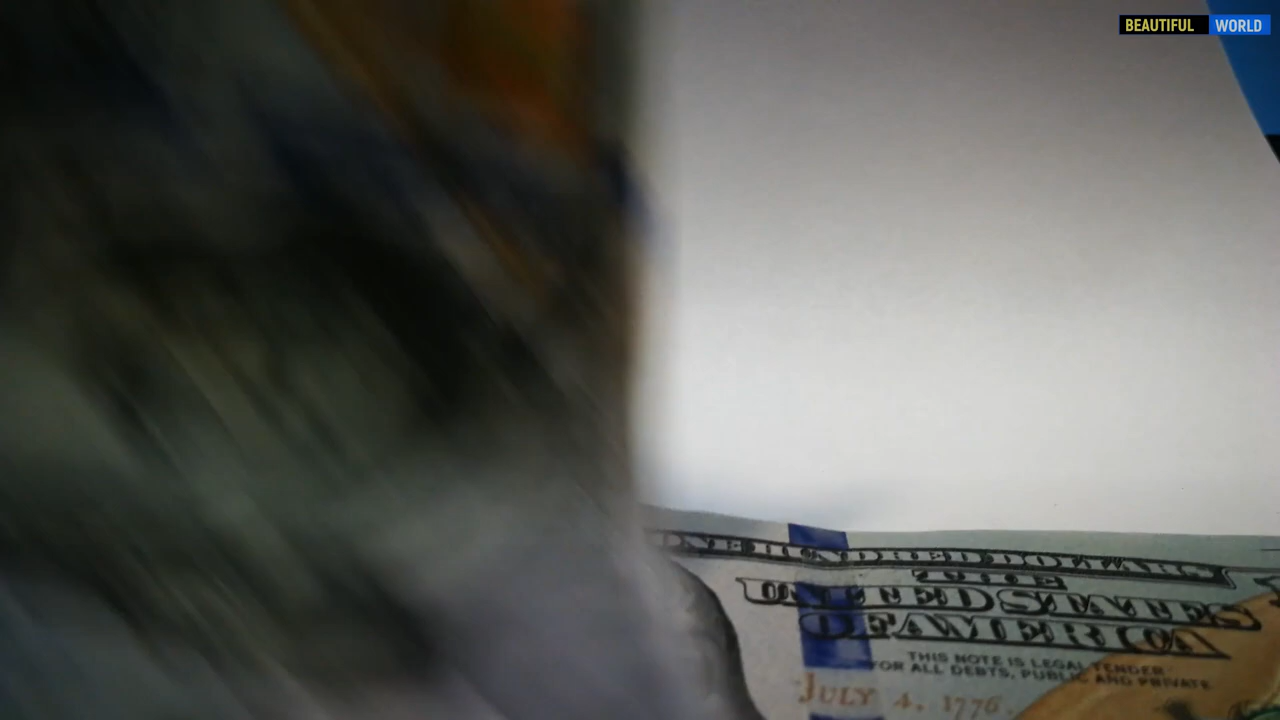 BEAUTIFUL WORLD
ONE HUNDRED DOLLARS
THE
UNITED STATES
OF AMERICA
THIS NOTE IS LEGAL TENDER
FOR ALL DEBTS, PUBLIC AND PRIVATE
JULY 4, 1776.